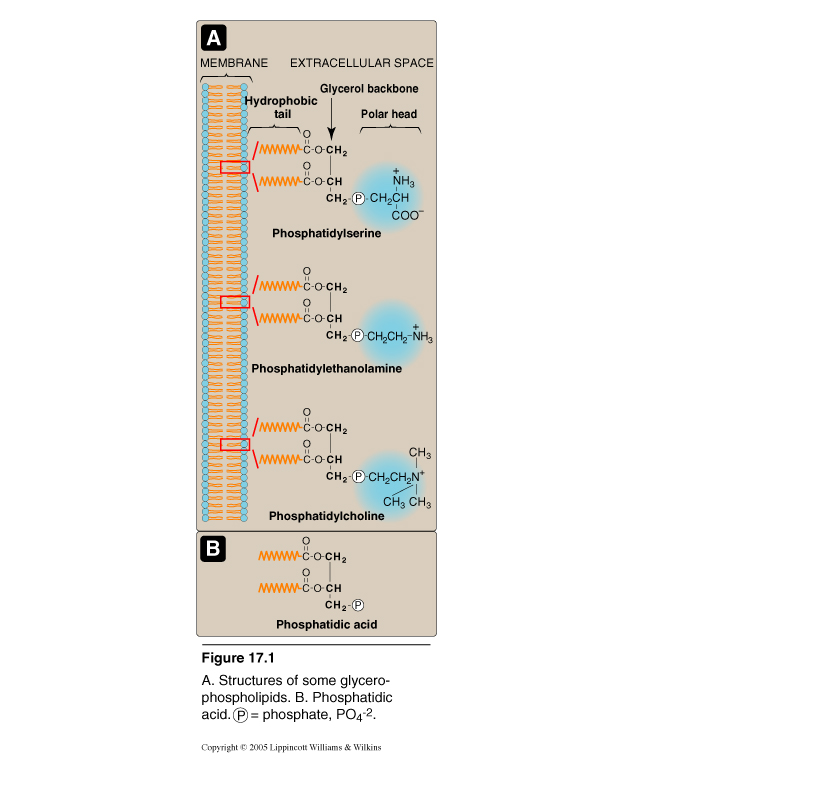 A
MEMBRANE EXTRACELLULAR SPACE
Glycerol backbone
Hydrophobic
tail
Polar head
O
C-O-CH2
O
C-O-CH
CH2-P-CH2CH
+
NH3
COO–
Phosphatidylserine
O
C-O-CH2
O
C-O-CH
CH2-P-CH2CH2-NH3
+
Phosphatidylethanolamine
O
C-O-CH2
O
C-O-CH
CH3
CH2-P-CH2CH2N+
CH3 CH3
Phosphatidylcholine
B
O
C-O-CH2
O
C-O-CH
CH2-P
Phosphatidic acid
Figure 17.1
A. Structures of some glycero-
phospholipids. B. Phosphatidic
acid. P = phosphate, PO4-2.
Copyright © 2005 Lippincott Williams & Wilkins